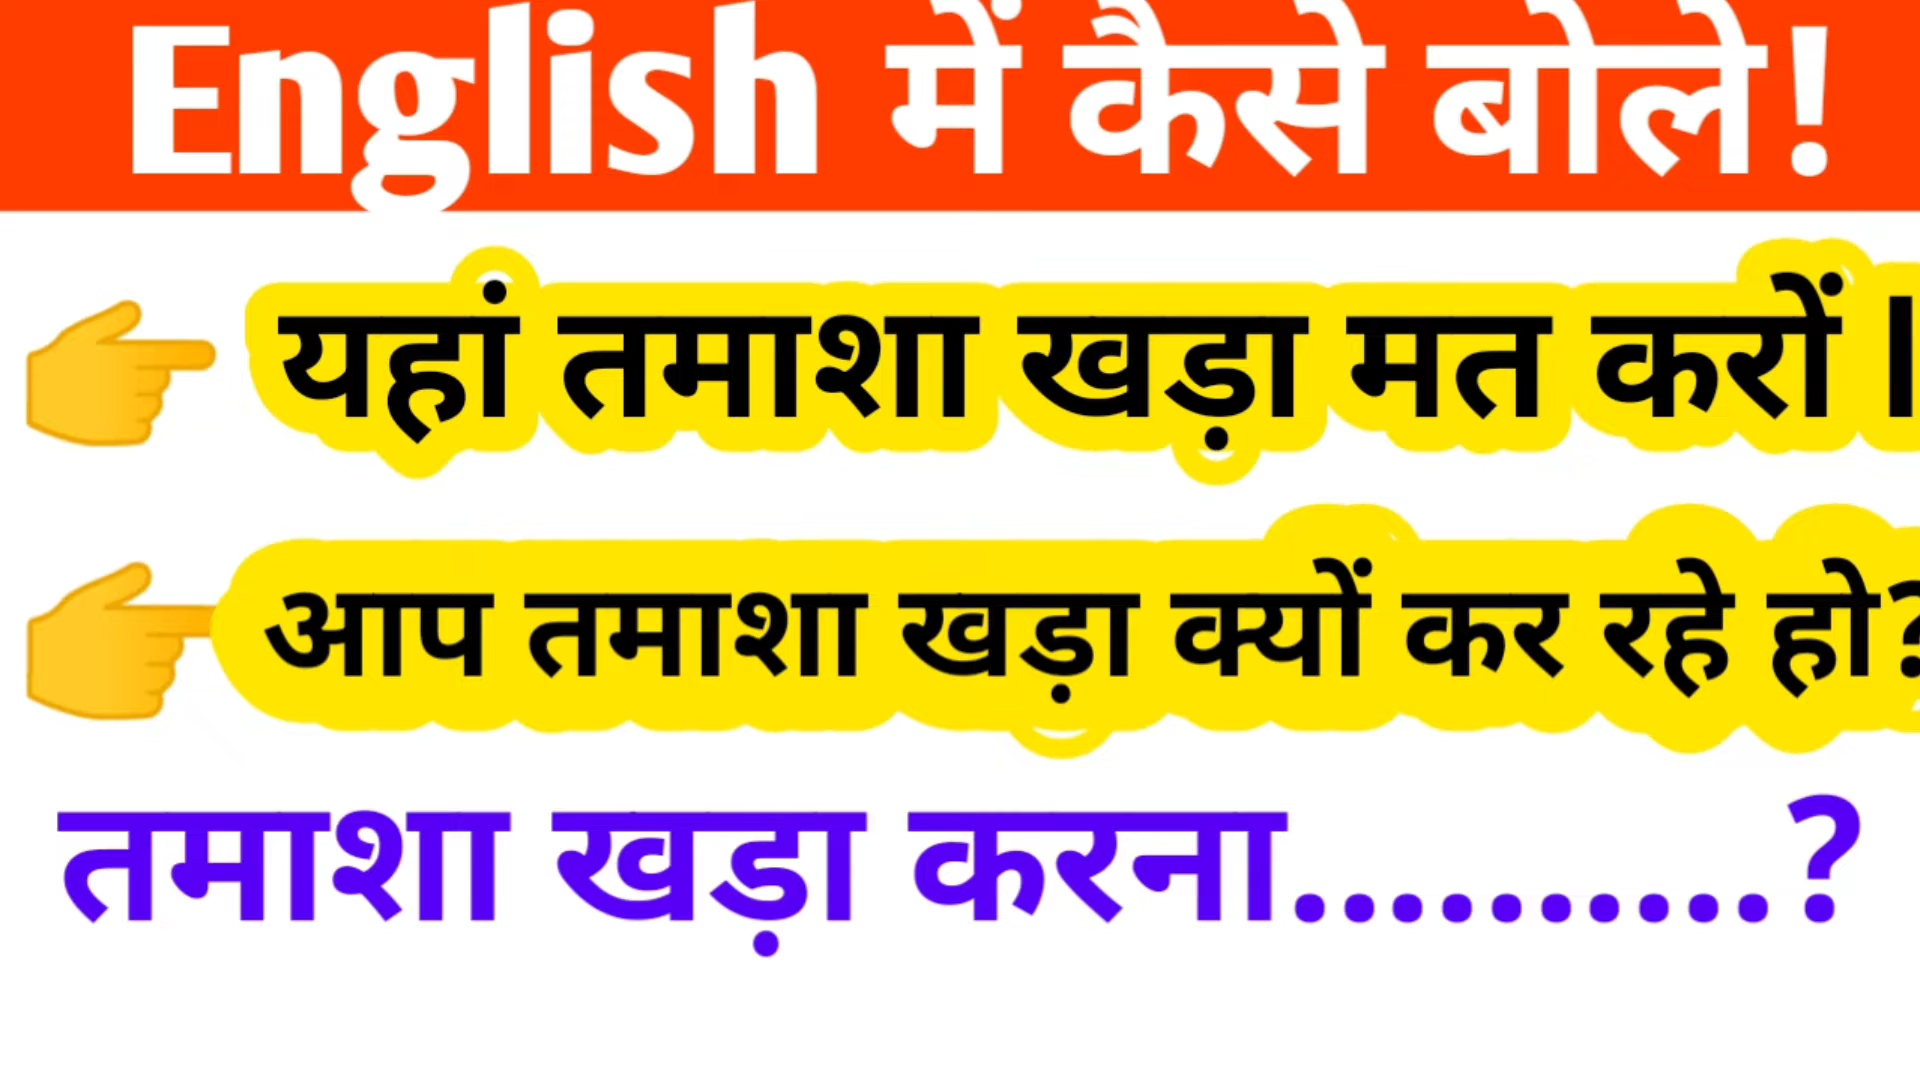 English में कैसे बोले!
यहां तमाशा खड़ा मत करों।
आप तमाशा खड़ा क्यों कर रहे हो?
तमाशा खड़ा करना..........?